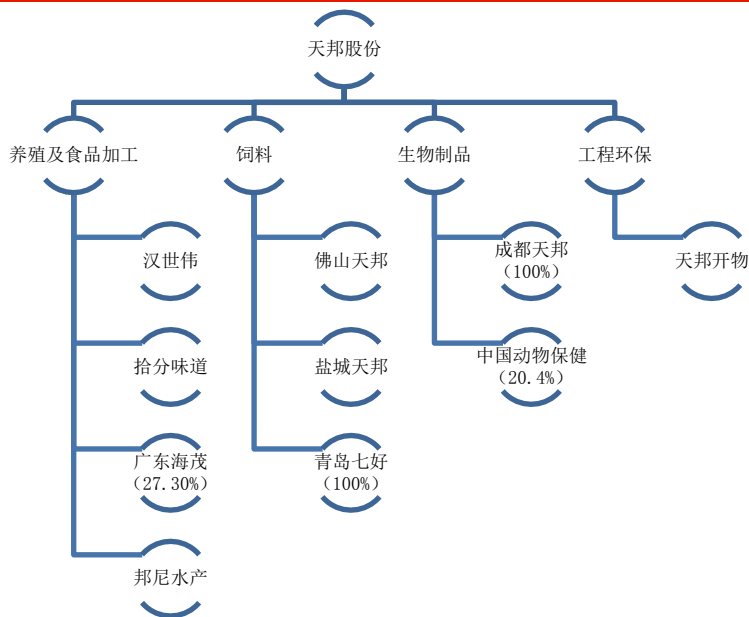 天邦股份
养殖及食品加工
饲料
生物制品
工程环保
汉世伟
佛山天邦
成都天邦
（100%）
天邦开物
拾分味道
盐城天邦
中国动物保健
（20.4%）
广东海茂
（27.30%）
青岛七好
（100%）
邦尼水产